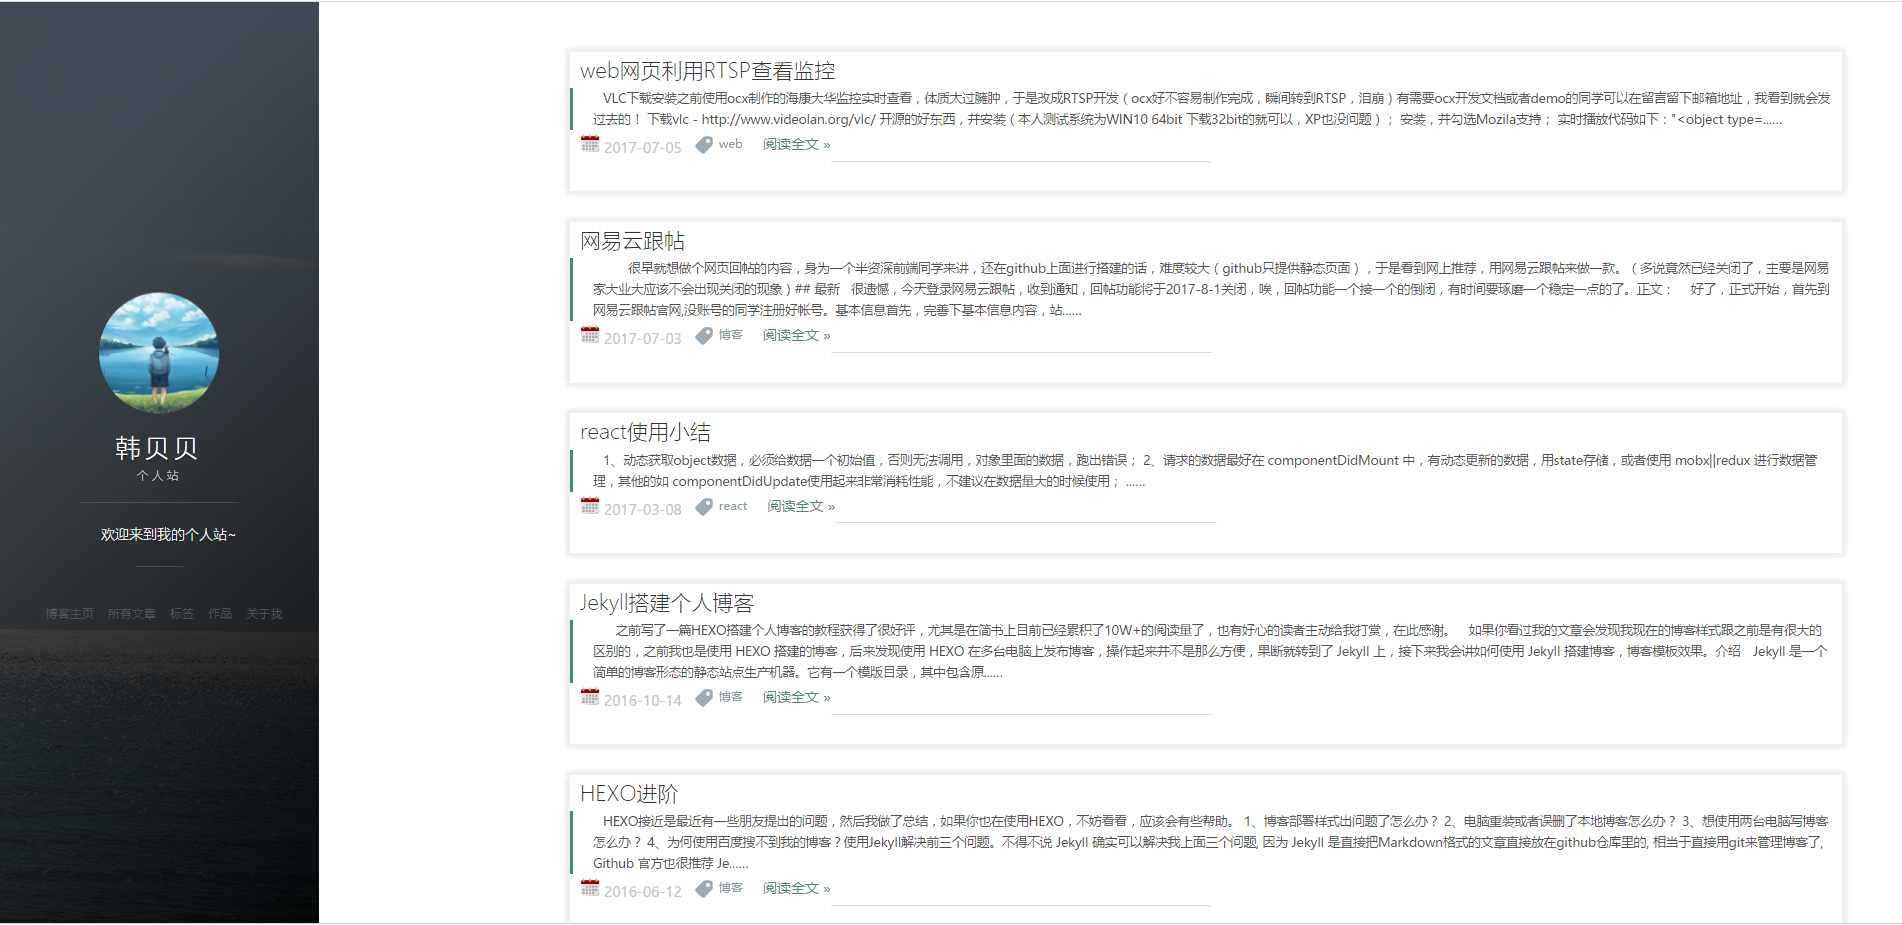 韩贝贝
个人站
欢迎来到我的个人站~
博客主页 所有文章 标签 作品 关于我
web网页利用RTSP查看监控
VLC下载安装之前使用ocx制作的海康大华监控实时查看，体质太过臃肿，于是改成RTSP开发（ocx好不容易制作完成，瞬间转到RTSP，泪崩）有需要ocx开发文档或者demo的同学可以在留言留下邮箱地址，我看到就会发
过去的！ 下载vlc - http://www.videolan.org/vlc/ 开源的好东西，并安装（本人测试系统为WIN10 64bit 下载32bit的就可以，XP也没问题）； 安装，并勾选Mozila支持； 实时播放代码如下："<object type=......
2017-07-05 web 阅读全文 »
网易云跟帖
很早就想做个网页回帖的内容，身为一个半资深前端同学来讲，还在github上面进行搭建的话，难度较大（github只提供静态页面），于是看到网上推荐，用网易云跟帖来做一款。（多说竟然已经关闭了，主要是网易
家大业大应该不会出现关闭的现象）## 最新 很遗憾，今天登录网易云跟帖，收到通知，回帖功能将于2017-8-1关闭，唉，回帖功能一个接一个的倒闭，有时间要琢磨一个稳定一点的了。正文： 好了，正式开始，首先到
网易云跟帖官网,没账号的同学注册好帐号。基本信息首先，完善下基本信息内容，站......
2017-07-03 博客 阅读全文 »
react使用小结
1、动态获取object数据，必须给数据一个初始值，否则无法调用，对象里面的数据，跑出错误； 2、请求的数据最好在 componentDidMount 中，有动态更新的数据，用state存储，或者使用 mobx||redux 进行数据管
理，其他的如 componentDidUpdate使用起来非常消耗性能，不建议在数据量大的时候使用； ......
2017-03-08 react 阅读全文 »
Jekyll搭建个人博客
之前写了一篇HEXO搭建个人博客的教程获得了很好评，尤其是在简书上目前已经累积了10W+的阅读量了，也有好心的读者主动给我打赏，在此感谢。 如果你看过我的文章会发现我现在的博客样式跟之前是有很大的
区别的，之前我也是使用 HEXO 搭建的博客，后来发现使用 HEXO 在多台电脑上发布博客，操作起来并不是那么方便，果断就转到了 Jekyll 上，接下来我会讲如何使用 Jekyll 搭建博客，博客模板效果。介绍 Jekyll 是一个
简单的博客形态的静态站点生产机器。它有一个模版目录，其中包含原......
2016-10-14 博客 阅读全文 »
HEXO进阶
HEXO接近是最近有一些朋友提出的问题，然后我做了总结，如果你也在使用HEXO，不妨看看，应该会有些帮助。 1、博客部署样式出问题了怎么办？ 2、电脑重装或者误删了本地博客怎么办？ 3、想使用两台电脑写博客
怎么办？ 4、为何使用百度搜不到我的博客？使用Jekyll解决前三个问题。不得不说 Jekyll 确实可以解决我上面三个问题, 因为 Jekyll 是直接把Markdown格式的文章直接放在github仓库里的, 相当于直接用git来管理博客了,
Github 官方也很推荐 Je......
2016-06-12 博客 阅读全文 »